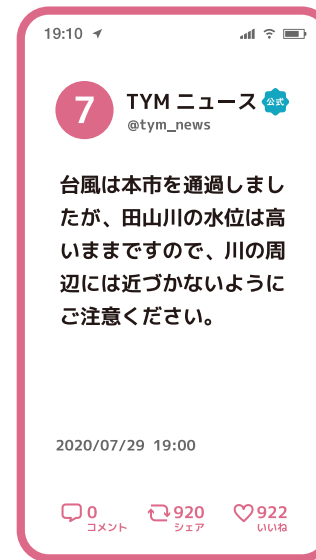 19:10
7
TYM ニュース 公式
@tym_news
台風は本市を通過しまし
たが、田山川の水位は高
いままですので、川の周
辺には近づかないように
ご注意ください。
2020/07/29 19:00
0 920 922
コメント シェア いいね